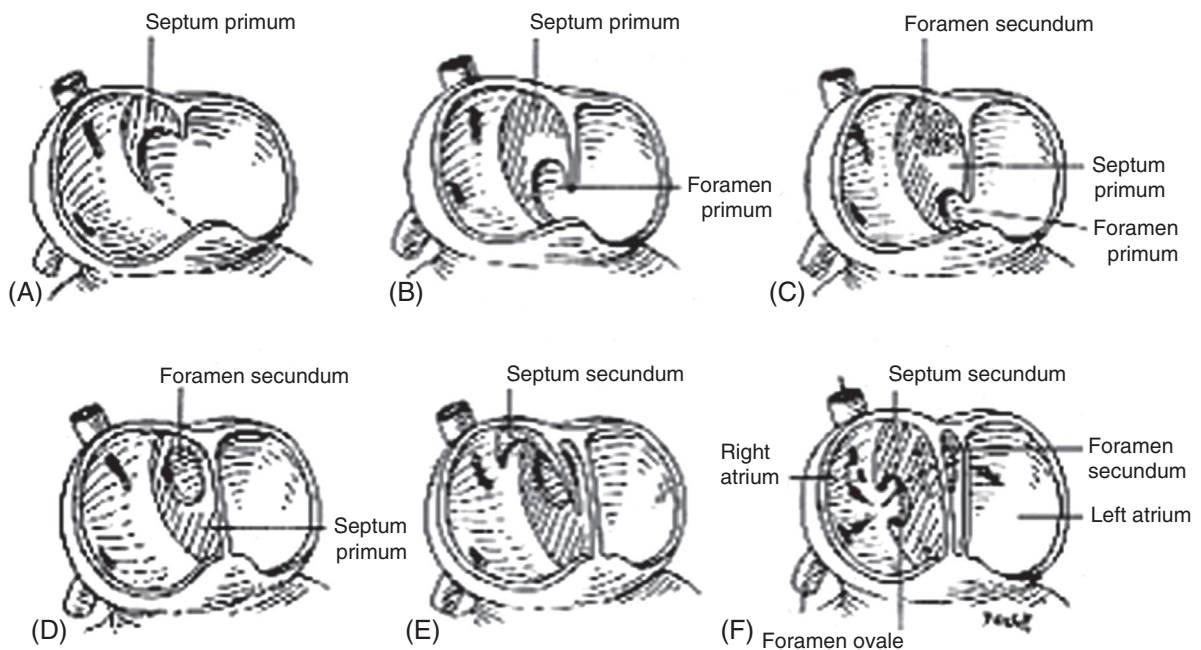 Septum primum
Septum primum
Foramen secundum
Foramen
primum
Septum
primum
Foramen
primum
(A)
(B)
(C)
Foramen secundum
Septum secundum
Septum secundum
Septum
primum
Right
atrium
Foramen
secundum
Left atrium
(D)
(E)
(F)
Foramen ovale